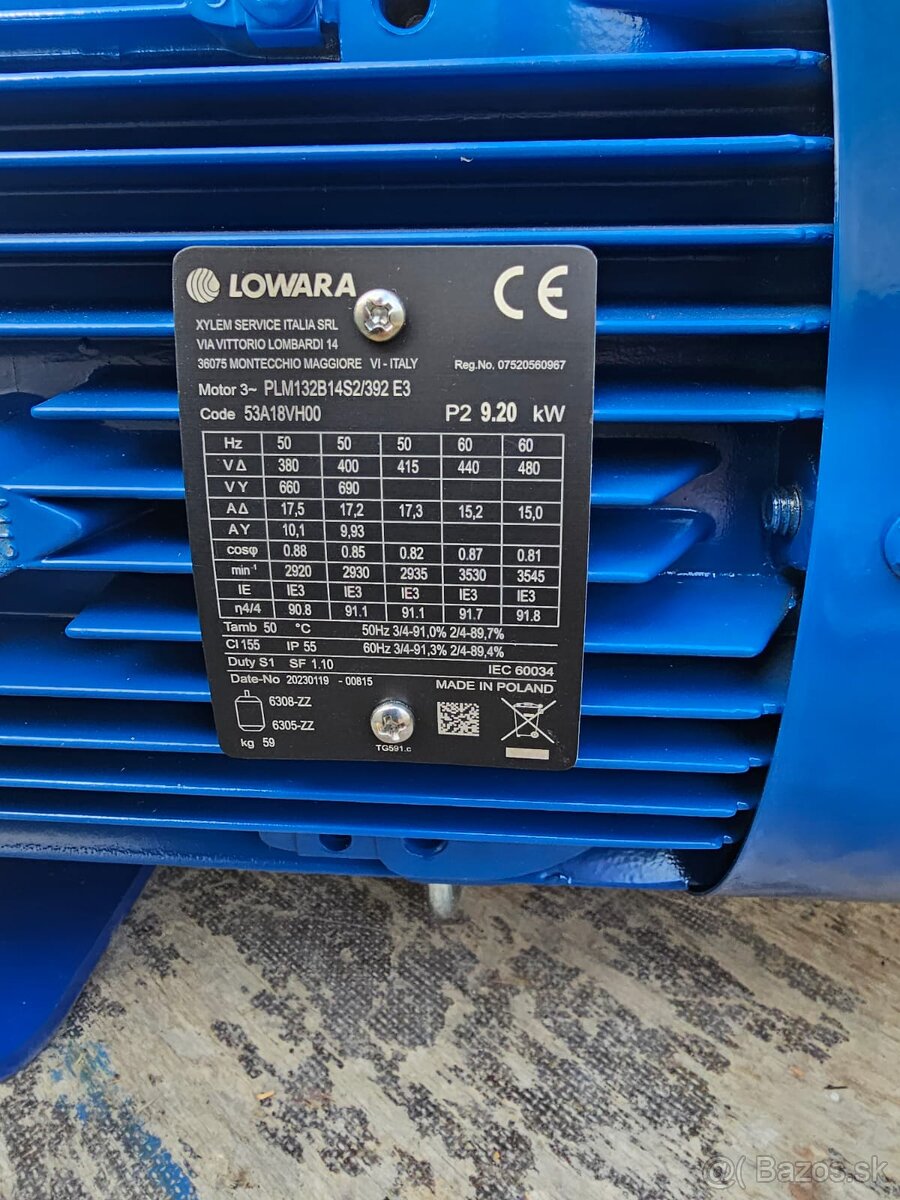 LOWARA CE
XYLEM SERVICE ITALIA SRL
VIA VITTORIO LOMBARDI 14
36075 MONTECCHIO MAGGIORE VI - ITALY Reg.No. 07520560967
Motor 3~ PLM132B14S2/392 E3
Code 53A18VH00 P2 9.20 kW
Hz 50 50 50 60 60
V Δ 380 400 415 440 480
V Y 660 690
A Δ 17,5 17,2 17,3 15,2 15,0
A Y 10,1 9,93
cosφ 0.88 0.85 0.82 0.87 0.81
min⁻¹ 2920 2930 2935 3530 3545
IE IE3 IE3 IE3 IE3 IE3
η4/4 90.8 91.1 91.1 91.7 91.8
Tamb 50 °C 50Hz 3/4-91,0% 2/4-89,7%
Cl 155 IP 55 60Hz 3/4-91,3% 2/4-89,4%
Duty S1 SF 1.10 IEC 60034
Date-No 20230119 - 00815 MADE IN POLAND
6308-ZZ
6305-ZZ
kg 59 TG591.c
Bazos.sk